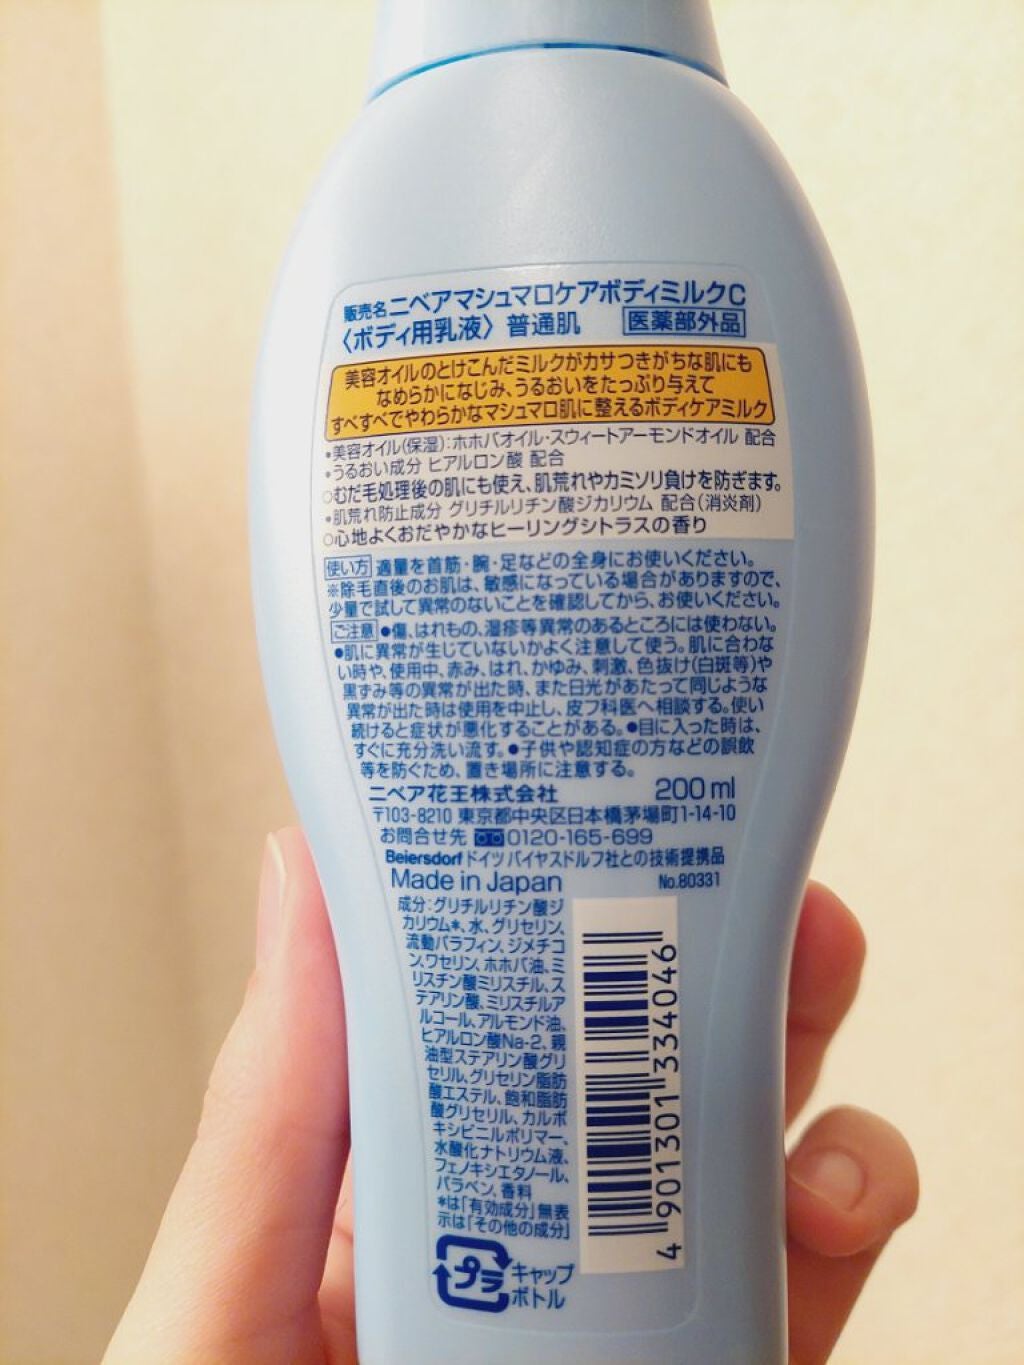 販売名ニベアマシュマロケアボディミルクC
〈ボディ用乳液〉 普通肌 医薬部外品
美容オイルのとけこんだミルクがカサつきがちな肌にも
なめらかになじみ、うるおいをたっぷり与えて
すべすべでやわらかなマシュマロ肌に整えるボディケアミルク
•美容オイル(保湿):ホホバオイル・スウィートアーモンドオイル 配合
•うるおい成分 ヒアルロン酸 配合
○むだ毛処理後の肌にも使え、肌荒れやカミソリ負けを防ぎます。
•肌荒れ防止成分 グリチルリチン酸ジカリウム 配合(消炎剤)
○心地よくおだやかなヒーリングシトラスの香り
使い方 適量を首筋・腕・足などの全身にお使いください。
※除毛直後のお肌は、敏感になっている場合がありますので、
少量で試して異常のないことを確認してから、お使いください。
ご注意 ●傷、はれもの、湿疹等異常のあるところには使わない。
●肌に異常が生じていないかよく注意して使う。肌に合わな
い時や、使用中、赤み、はれ、かゆみ、刺激、色抜け(白斑等)や
黒ずみ等の異常が出た時、また日光があたって同じような
異常が出た時は使用を中止し、皮フ科医へ相談する。使い
続けると症状が悪化することがある。●目に入った時は、
すぐに充分洗い流す。●子供や認知症の方などの誤飲
等を防ぐため、置き場所に注意する。
ニベア花王株式会社 200ml
〒103-8210 東京都中央区日本橋茅場町1-14-10
お問合せ先 0120-165-699
Beiersdorfドイツバイヤスドルフ社との技術提携品
Made in Japan No.80331
成分:グリチルリチン酸ジ
カリウム*、水、グリセリン、
流動パラフィン、ジメチコ
ン、ワセリン、ホホバ油、ミ
リスチン酸ミリスチル、ス
テアリン酸、ミリスチルア
ルコール、アルモンド油、
ヒアルロン酸Na-2、親
油型ステアリン酸グリ
セリル、グリセリン脂肪
酸エステル、飽和脂肪
酸グリセリル、カルボ
キシビニルポリマー、
水酸化ナトリウム液、
フェノキシエタノール、
パラベン、香料
*は「有効成分」無表
示は「その他の成分」
4901301334046
プラ キャップ
ボトル